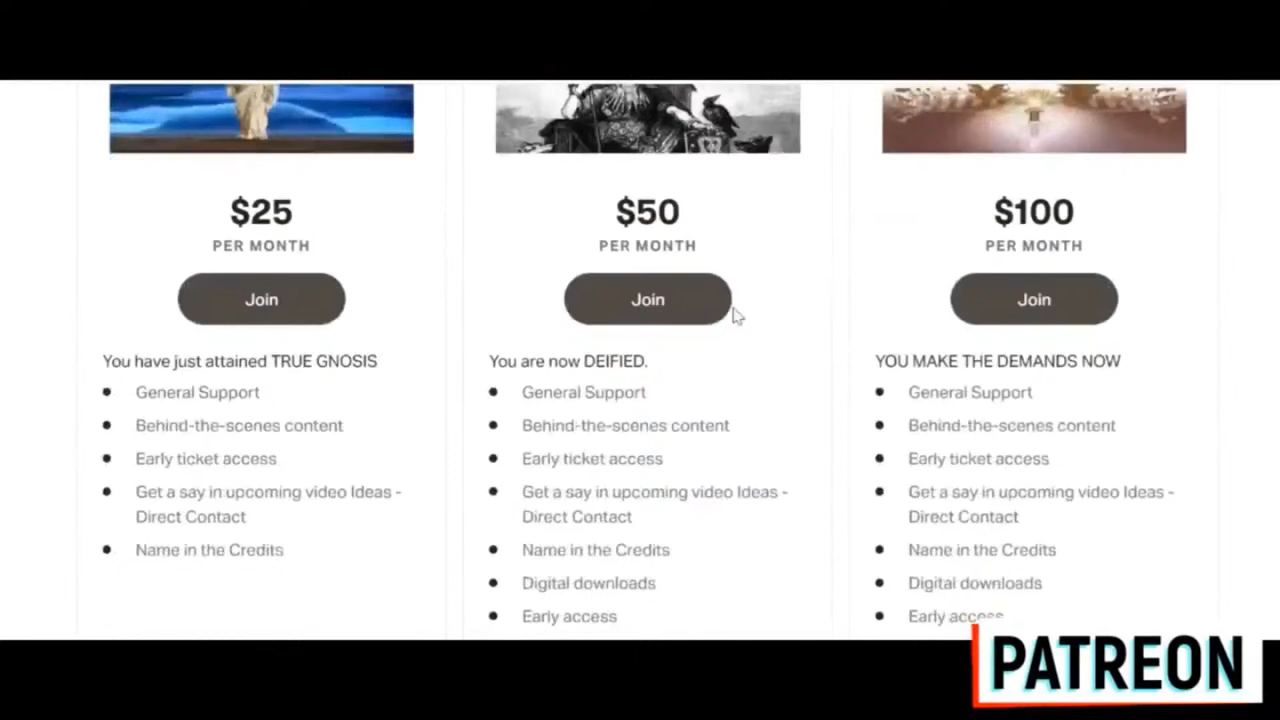 $25
PER MONTH
Join
You have just attained TRUE GNOSIS
General Support
Behind-the-scenes content
Early ticket access
Get a say in upcoming video Ideas -
Direct Contact
Name in the Credits
$50
PER MONTH
Join
You are now DEIFIED.
General Support
Behind-the-scenes content
Early ticket access
Get a say in upcoming video Ideas -
Direct Contact
Name in the Credits
Digital downloads
Early access
$100
PER MONTH
Join
YOU MAKE THE DEMANDS NOW
General Support
Behind-the-scenes content
Early ticket access
Get a say in upcoming video Ideas -
Direct Contact
Name in the Credits
Digital downloads
Early access
PATREON